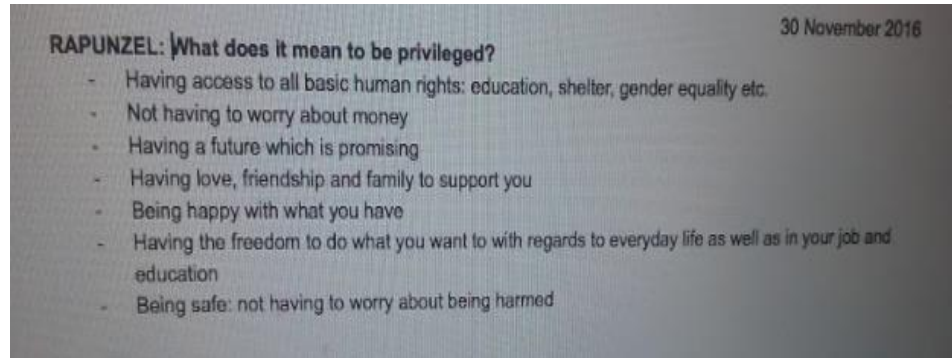 30 November 2016
RAPUNZEL: What does it mean to be privileged?
- Having access to all basic human rights: education, shelter, gender equality etc.
- Not having to worry about money
- Having a future which is promising
- Having love, friendship and family to support you
- Being happy with what you have
- Having the freedom to do what you want to with regards to everyday life as well as in your job and
education
- Being safe: not having to worry about being harmed